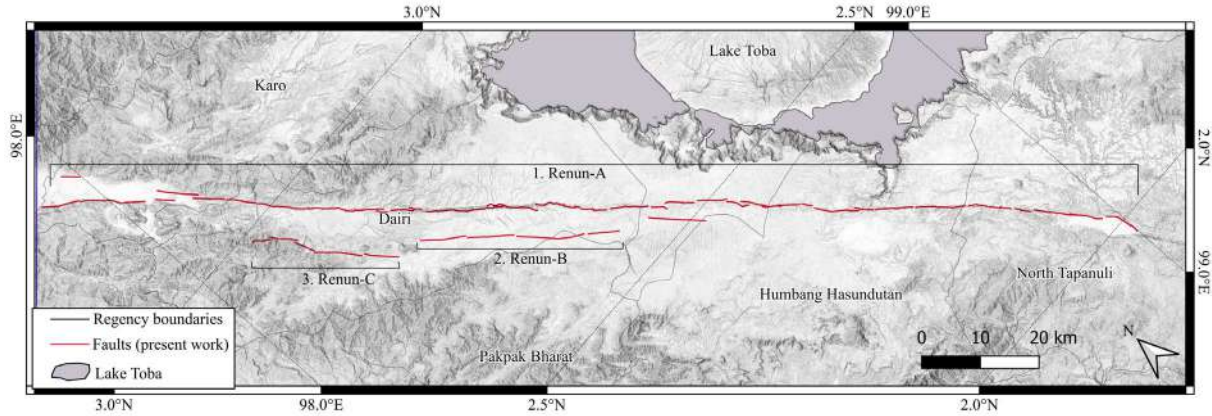 3.0°N
2.5°N 99.0°E
Lake Toba
Karo
98.0°E
2.0°N
1. Renun-A
Dairi
2. Renun-B
3. Renun-C
North Tapanuli
99.0°E
Humbang Hasundutan
Regency boundaries
Faults (present work)
Lake Toba
Pakpak Bharat
0 10 20 km
N
3.0°N 98.0°E 2.5°N 2.0°N